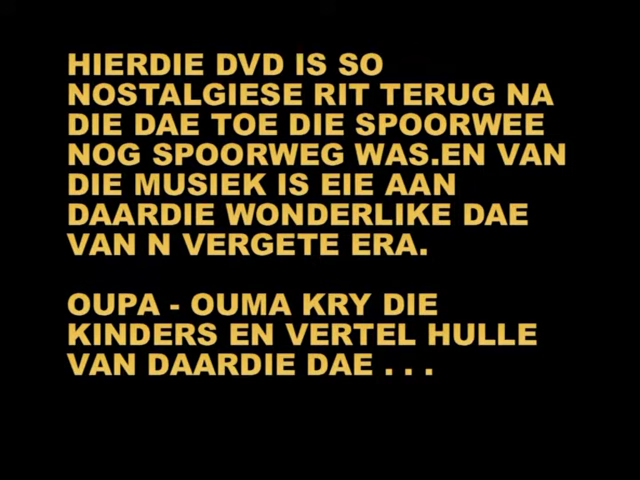 HIERDIE DVD IS SO
NOSTALGIESE RIT TERUG NA
DIE DAE TOE DIE SPOORWEE
NOG SPOORWEG WAS.EN VAN
DIE MUSIEK IS EIE AAN
DAARDIE WONDERLIKE DAE
VAN N VERGETE ERA.
OUPA - OUMA KRY DIE
KINDERS EN VERTEL HULLE
VAN DAARDIE DAE . . .